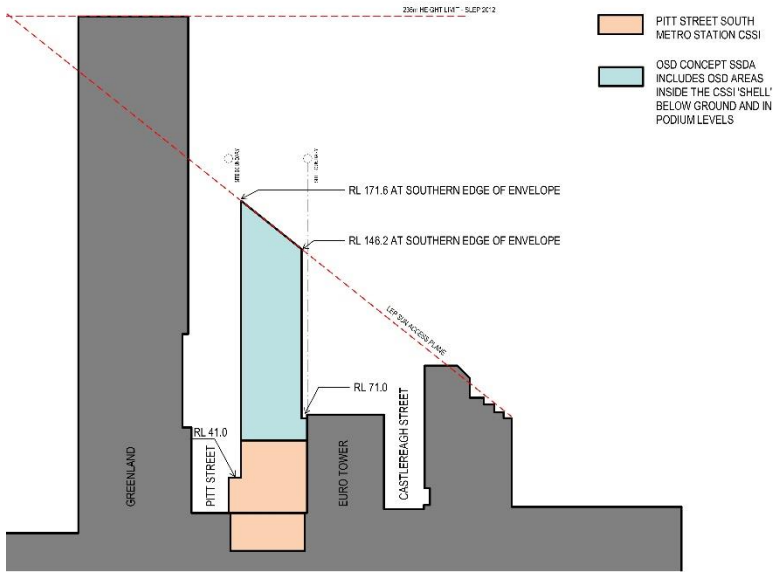 236m HEIGHT LIMIT - SLEP 2012
PITT STREET SOUTH
METRO STATION CSSI
OSD CONCEPT SSDA
INCLUDES OSD AREAS
INSIDE THE CSSI 'SHELL'
BELOW GROUND AND IN
PODIUM LEVELS
RL 171.6 AT SOUTHERN EDGE OF ENVELOPE
RL 146.2 AT SOUTHERN EDGE OF ENVELOPE
LEP SUN ACCESS PLANE
RL 71.0
RL 41.0
GREENLAND
PITT STREET
EURO TOWER
CASTLEREAGH STREET